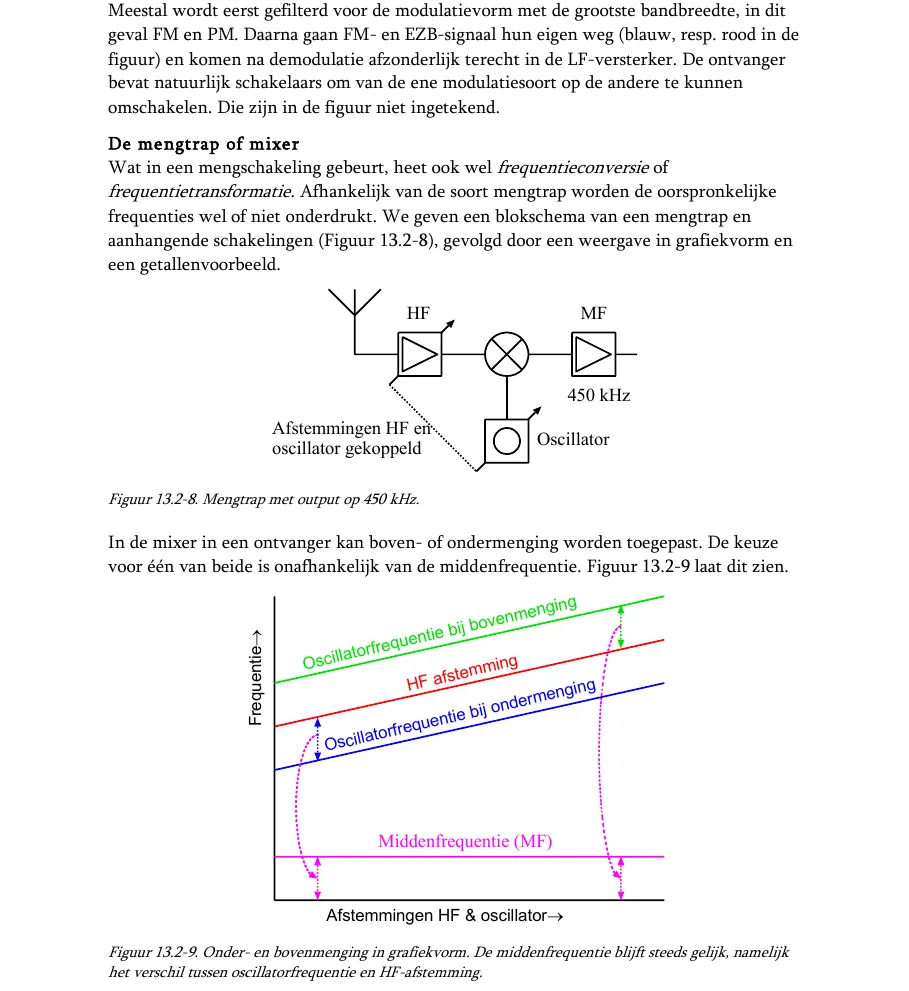 Meestal wordt eerst gefilterd voor de modulatievorm met de grootste bandbreedte, in dit
geval FM en PM. Daarna gaan FM- en EZB-signaal hun eigen weg (blauw, resp. rood in de
figuur) en komen na demodulatie afzonderlijk terecht in de LF-versterker. De ontvanger
bevat natuurlijk schakelaars om van de ene modulatiesoort op de andere te kunnen
omschakelen. Die zijn in de figuur niet ingetekend.
De mengtrap of mixer
Wat in een mengschakeling gebeurt, heet ook wel frequentieconversie of
frequentietransformatie. Afhankelijk van de soort mengtrap worden de oorspronkelijke
frequenties wel of niet onderdrukt. We geven een blokschema van een mengtrap en
aanhangende schakelingen (Figuur 13.2-8), gevolgd door een weergave in grafiekvorm en
een getallenvoorbeeld.
HF
MF
450 kHz
Afstemmingen HF en
oscillator gekoppeld
Oscillator
Figuur 13.2-8. Mengtrap met output op 450 kHz.
In de mixer in een ontvanger kan boven- of ondermenging worden toegepast. De keuze
voor één van beide is onafhankelijk van de middenfrequentie. Figuur 13.2-9 laat dit zien.
Frequentie→
Oscillatorfrequentie bij bovenmenging
HF afstemming
Oscillatorfrequentie bij ondermenging
Middenfrequentie (MF)
Afstemmingen HF & oscillator→
Figuur 13.2-9. Onder- en bovenmenging in grafiekvorm. De middenfrequentie blijft steeds gelijk, namelijk
het verschil tussen oscillatorfrequentie en HF-afstemming.